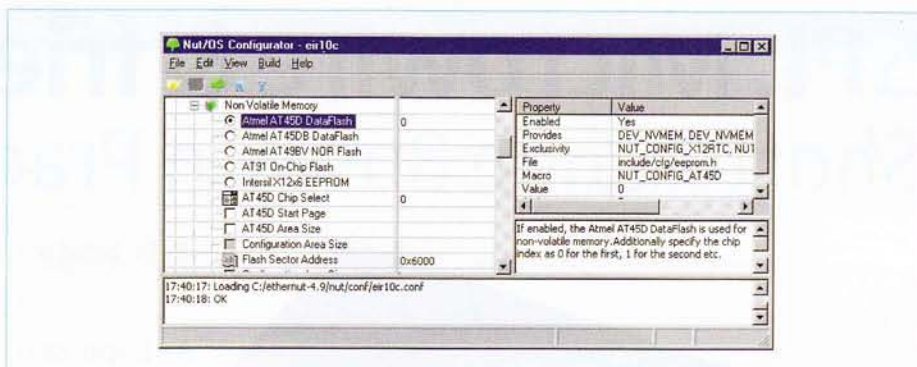 Nut/OS Configurator - eir10c
File Edit View Build Help
Non Volatile Memory
Atmel AT45D DataFlash 0
Atmel AT45DB DataFlash
Atmel AT49BV NOR Flash
AT91 On-Chip Flash
Intersil X12x6 EEPROM
AT45D Chip Select 0
AT45D Start Page
AT45D Area Size
Configuration Area Size
Flash Sector Address 0x6000
Property Value
Enabled Yes
Provides DEV_NVMEM, DEV_NVMEM
Exclusivity NUT_CONFIG_X12RTC, NUT
File include/cfg/eeprom.h
Macro NUT_CONFIG_AT45D
Value 0
If enabled, the Atmel AT45D DataFlash is used for
non-volatile memory.Additionally specify the chip
index as 0 for the first, 1 for the second etc.
17:40:17: Loading C:/ethernut-4.9/nut/conf/eir10c.conf
17:40:18: OK